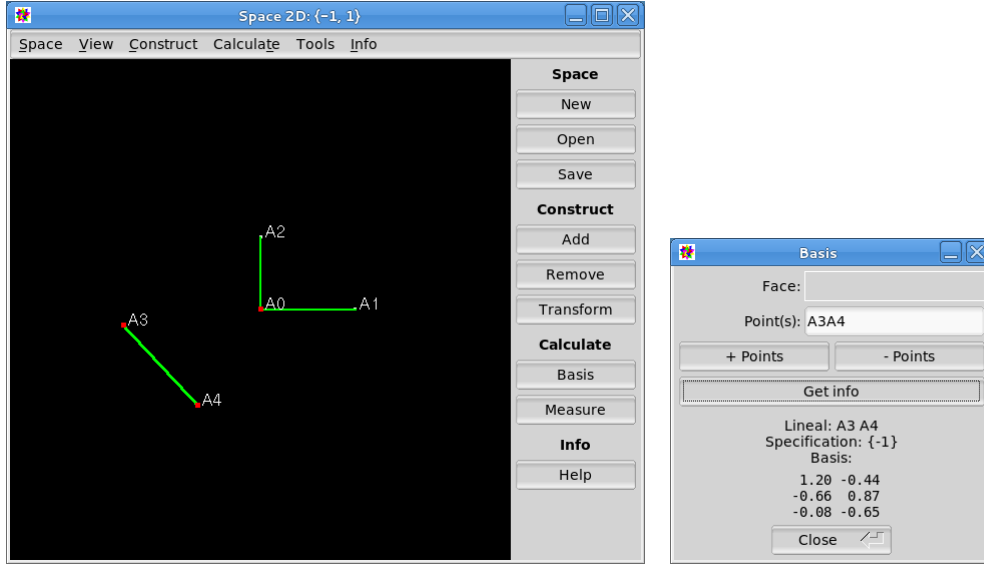 Space 2D: {-1, 1}
Space View Construct Calculate Tools Info
Space
New
Open
Save
Construct
Add
Remove
Transform
Calculate
Basis
Measure
Info
Help
A2
A0 A1
A3
A4
Basis
Face:
Point(s): A3A4
+ Points - Points
Get info
Lineal: A3 A4
Specification: {-1}
Basis:
1.20 -0.44
-0.66 0.87
-0.08 -0.65
Close